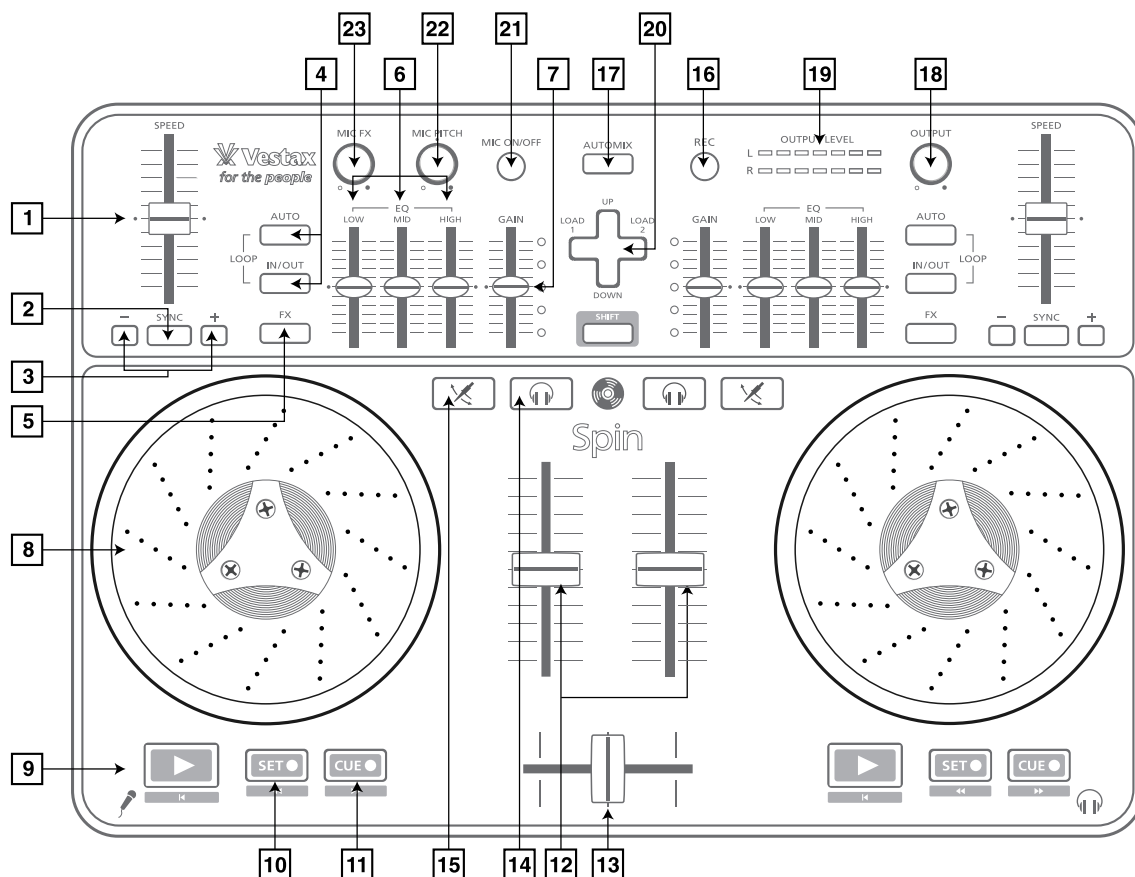 23 22 21 20
4 6 7 17 16 19 18
SPEED MIC FX MIC PITCH MIC ON/OFF AUTOMIX REC OUTPUT LEVEL OUTPUT SPEED
L
R
Vestax
for the people
1
EQ
LOW MID HIGH GAIN
UP
LOAD 1 LOAD 2
DOWN
GAIN
EQ
LOW MID HIGH
AUTO
LOOP
IN/OUT
FX
AUTO
LOOP
IN/OUT
FX
2
− SYNC +
SHIFT
− SYNC +
3
5
Spin
8
9
SET CUE
SET CUE
10 11 15 14 12 13